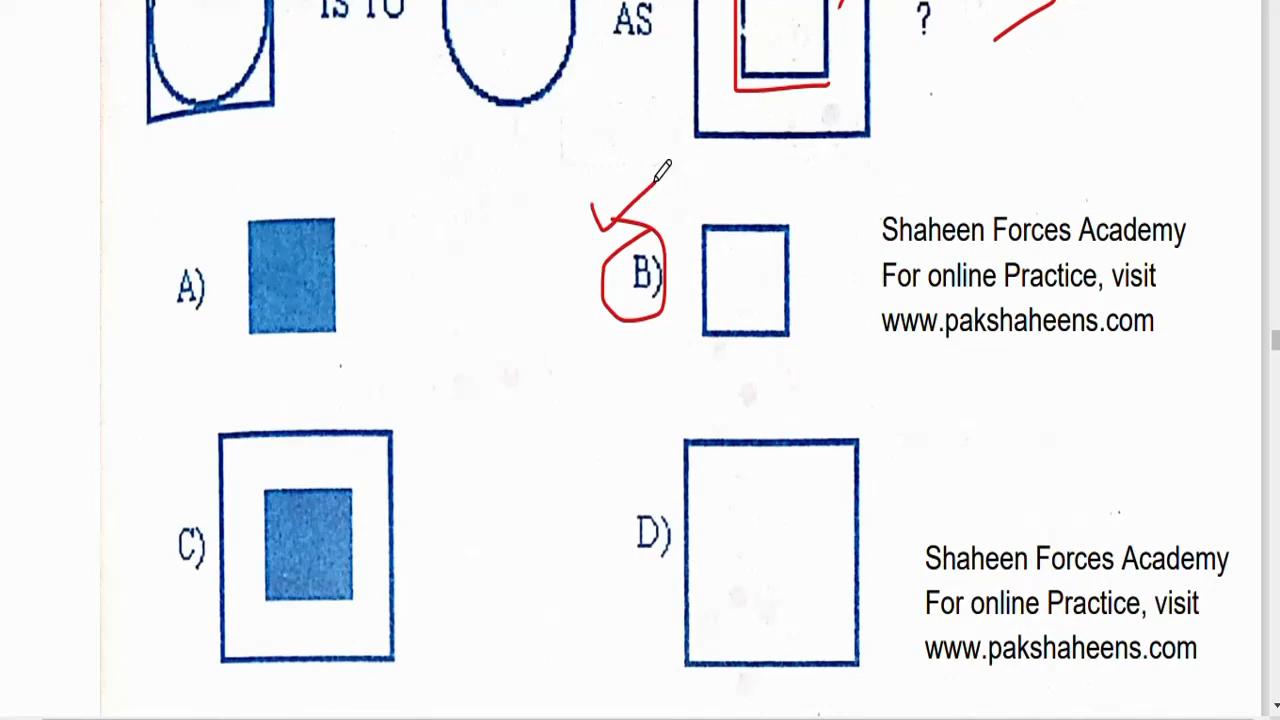 IS TO
AS
?
A)
B)
Shaheen Forces Academy
For online Practice, visit
www.pakshaheens.com
C)
D)
Shaheen Forces Academy
For online Practice, visit
www.pakshaheens.com